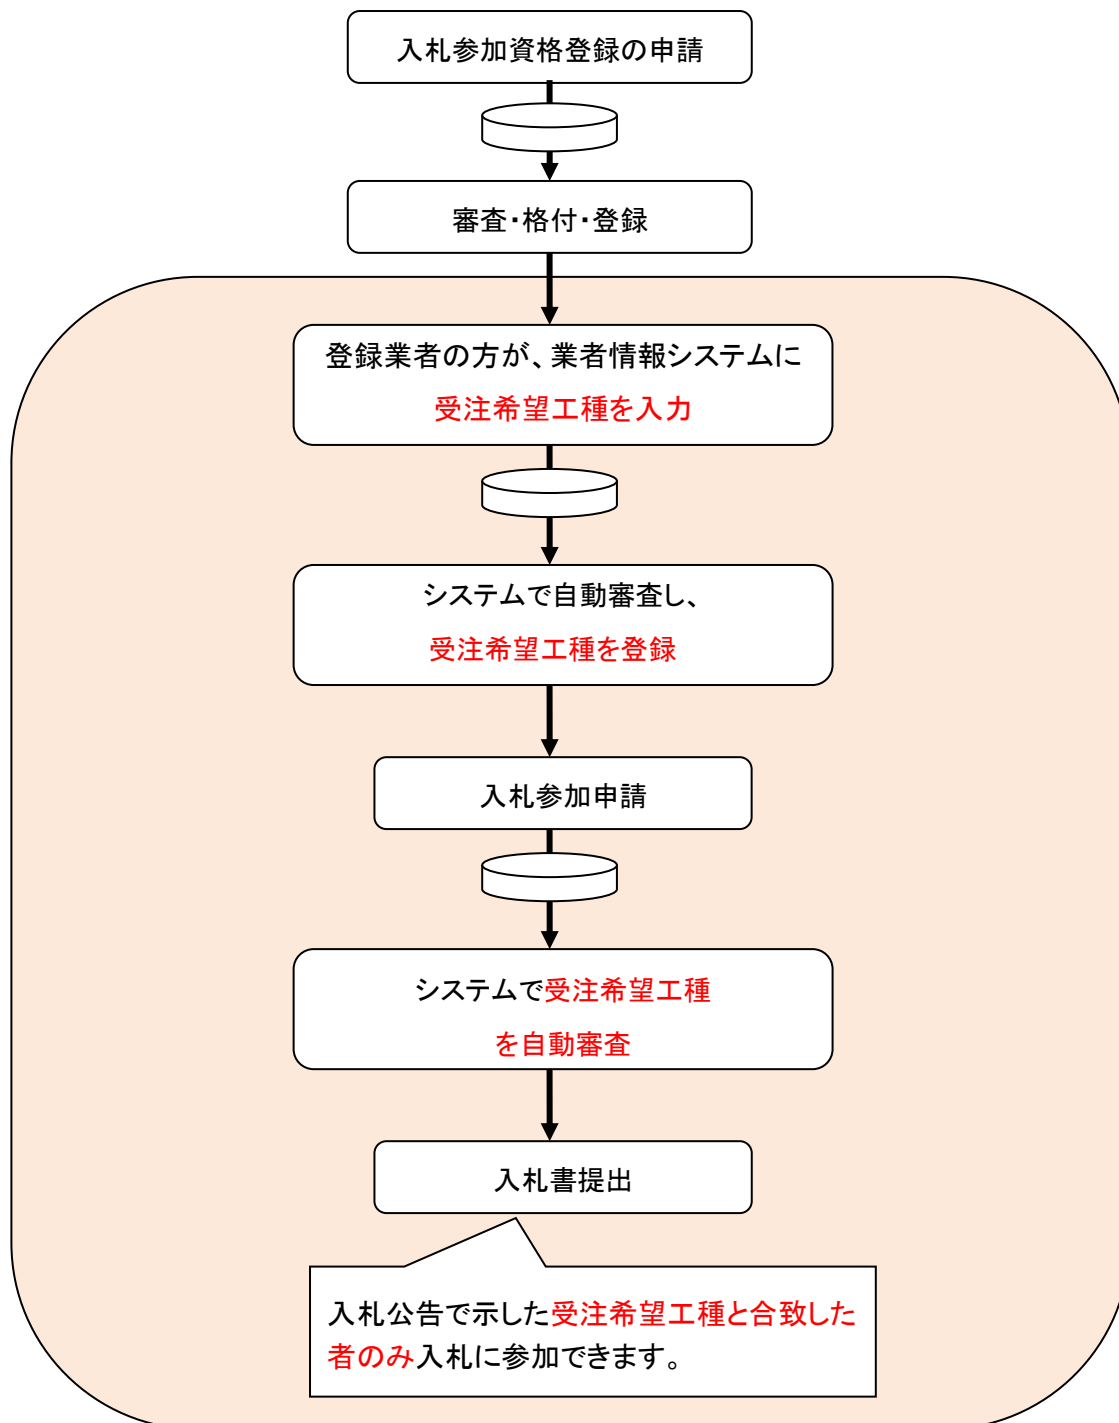 入札参加資格登録の申請
審査・格付・登録
登録業者の方が、業者情報システムに
受注希望工種を入力
システムで自動審査し、
受注希望工種を登録
入札参加申請
システムで受注希望工種
を自動審査
入札書提出
入札公告で示した受注希望工種と合致した
者のみ入札に参加できます。